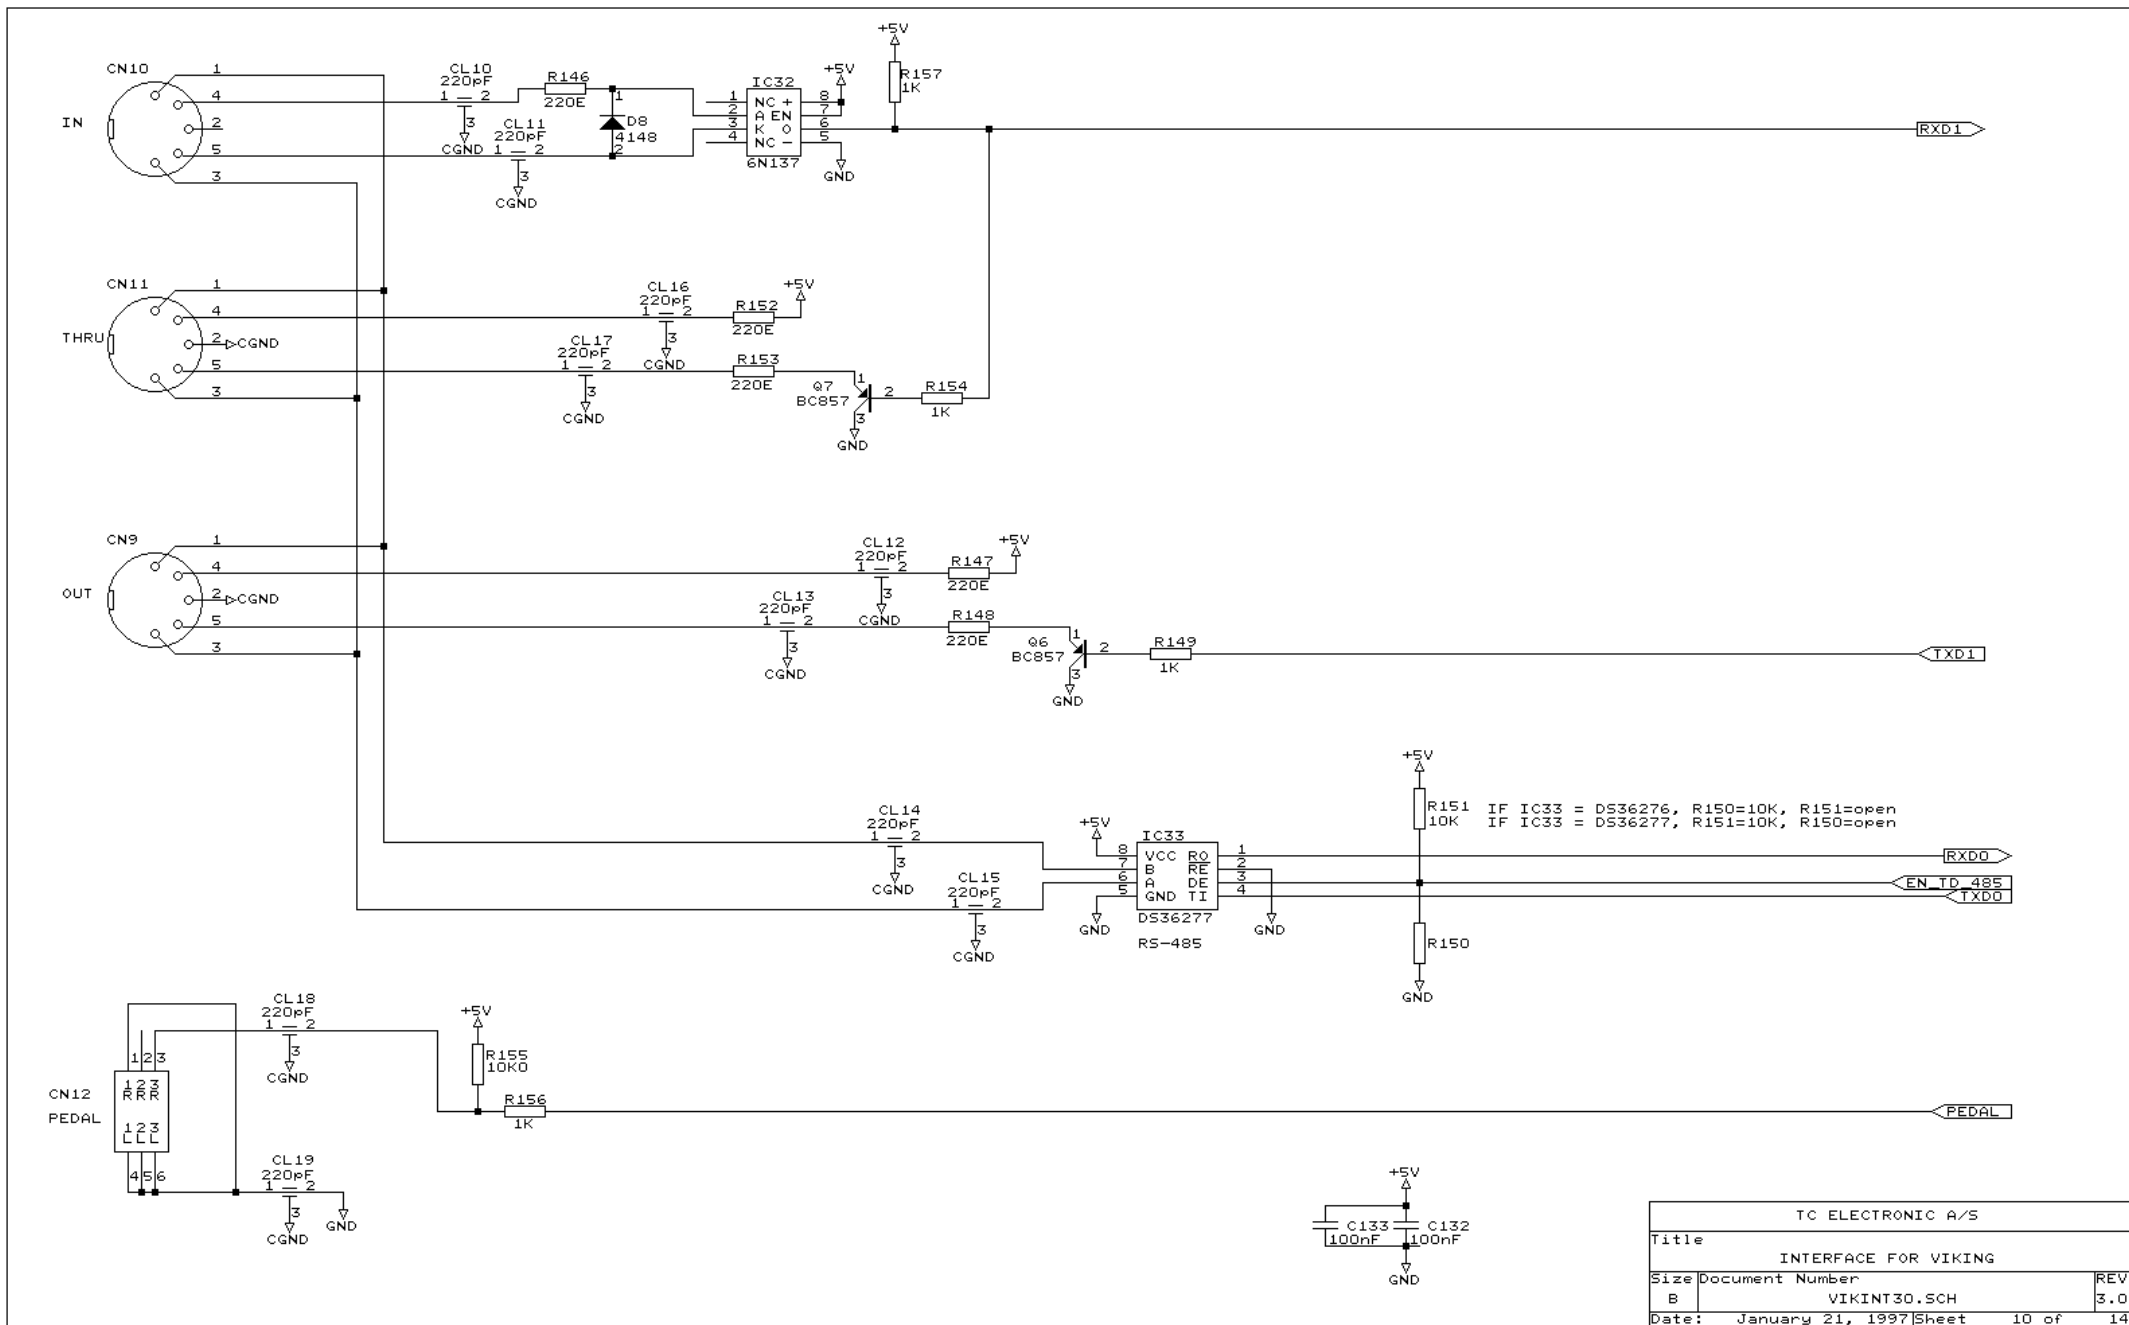 +5V
CN10
1
4
2
5
3
IN
CL10
220pF
1 2
3
CGND
R146
220E
CL11
220pF
1 2
3
CGND
1
D8
4148
2
IC32
1 NC + 8
2 A EN 7
3 K O 6
4 NC - 5
6N137
+5V
GND
R157
1K
RXD1
CN11
1
4
2
CGND
5
3
THRU
CL16
220pF
1 2
3
CGND
R152
220E
+5V
CL17
220pF
1 2
3
CGND
R153
220E
Q7
BC857
1
2
3
GND
R154
1K
CN9
1
4
2
CGND
5
3
OUT
CL12
220pF
1 2
3
CGND
R147
220E
+5V
CL13
220pF
1 2
3
CGND
R148
220E
Q6
BC857
1
2
3
GND
R149
1K
TXD1
CL14
220pF
1 2
3
CGND
CL15
220pF
1 2
3
CGND
+5V
IC33
8 VCC RO 1
7 B RE 2
6 A DE 3
5 GND TI 4
DS36277
RS-485
GND
GND
+5V
R151
10K
IF IC33 = DS36276, R150=10K, R151=open
IF IC33 = DS36277, R151=10K, R150=open
RXD0
EN_TD_485
TXD0
R150
GND
CL18
220pF
1 2
3
CGND
+5V
R155
10K0
R156
1K
PEDAL
CN12
PEDAL
1 2 3
1 2 3
R R R
1 2 3
L L L
4 5 6
CL19
220pF
1 2
3
CGND
GND
+5V
C133
100nF
C132
100nF
GND
TC ELECTRONIC A/S
Title
INTERFACE FOR VIKING
Size Document Number REV
B VIKINT30.SCH 3.0
Date: January 21, 1997 Sheet 10 of 14